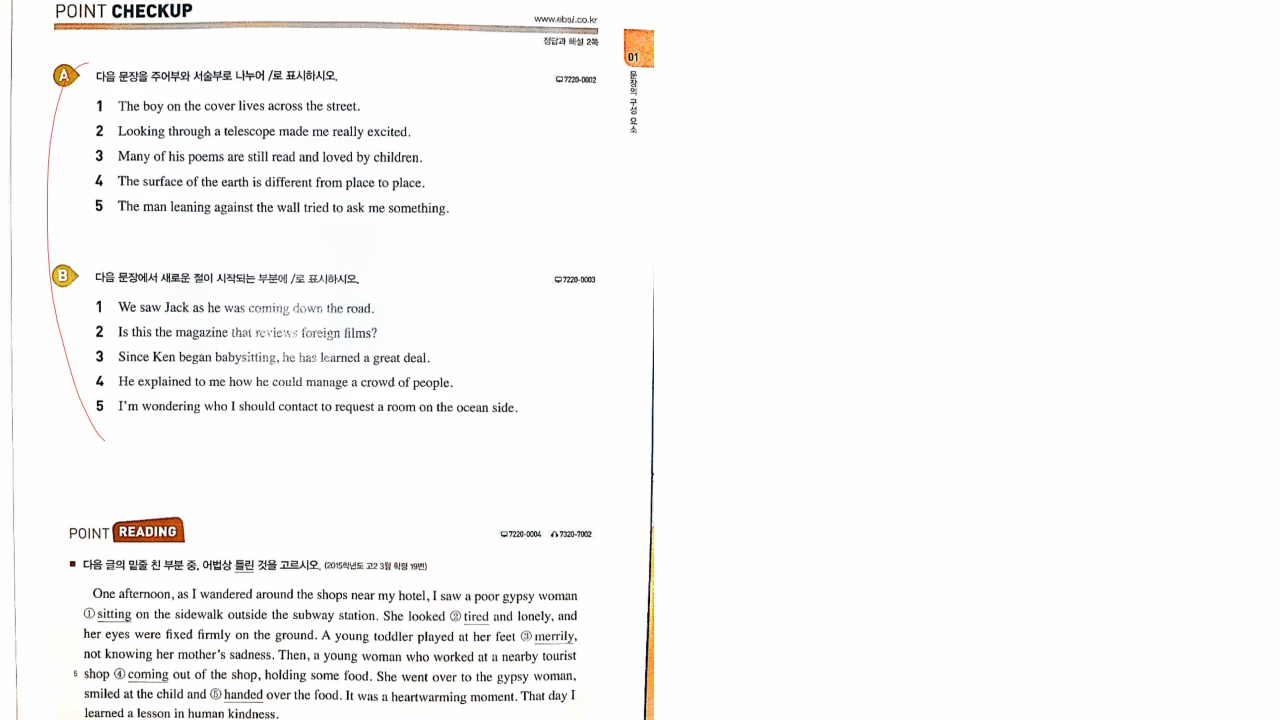 POINT CHECKUP
www.ebsi.co.kr
정답과 해설 2쪽
01
문장의 구성 요소
A 다음 문장을 주어부와 서술부로 나누어 /로 표시하시오.
7220-0002
1 The boy on the cover lives across the street.
2 Looking through a telescope made me really excited.
3 Many of his poems are still read and loved by children.
4 The surface of the earth is different from place to place.
5 The man leaning against the wall tried to ask me something.
B 다음 문장에서 새로운 절이 시작되는 부분에 /로 표시하시오.
7220-0003
1 We saw Jack as he was coming down the road.
2 Is this the magazine that reviews foreign films?
3 Since Ken began babysitting, he has learned a great deal.
4 He explained to me how he could manage a crowd of people.
5 I'm wondering who I should contact to request a room on the ocean side.
POINT READING
7220-0004 7320-7002
다음 글의 밑줄 친 부분 중, 어법상 틀린 것을 고르시오. (2015학년도 고2 3월 학평 19번)
One afternoon, as I wandered around the shops near my hotel, I saw a poor gypsy woman
① sitting on the sidewalk outside the subway station. She looked ② tired and lonely, and
her eyes were fixed firmly on the ground. A young toddler played at her feet ③ merrily,
not knowing her mother's sadness. Then, a young woman who worked at a nearby tourist
5 shop ④ coming out of the shop, holding some food. She went over to the gypsy woman,
smiled at the child and ⑤ handed over the food. It was a heartwarming moment. That day I
learned a lesson in human kindness.